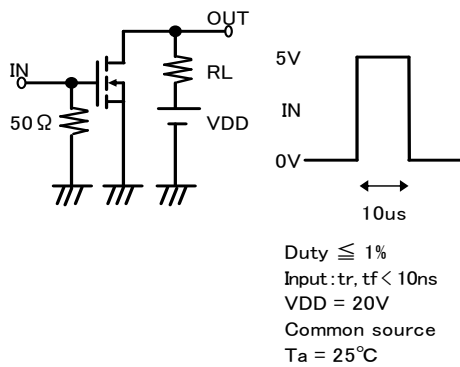 OUT
IN
RL
50Ω
VDD
5V
IN
0V
10us
Duty ≦ 1%
Input:tr, tf < 10ns
VDD = 20V
Common source
Ta = 25℃